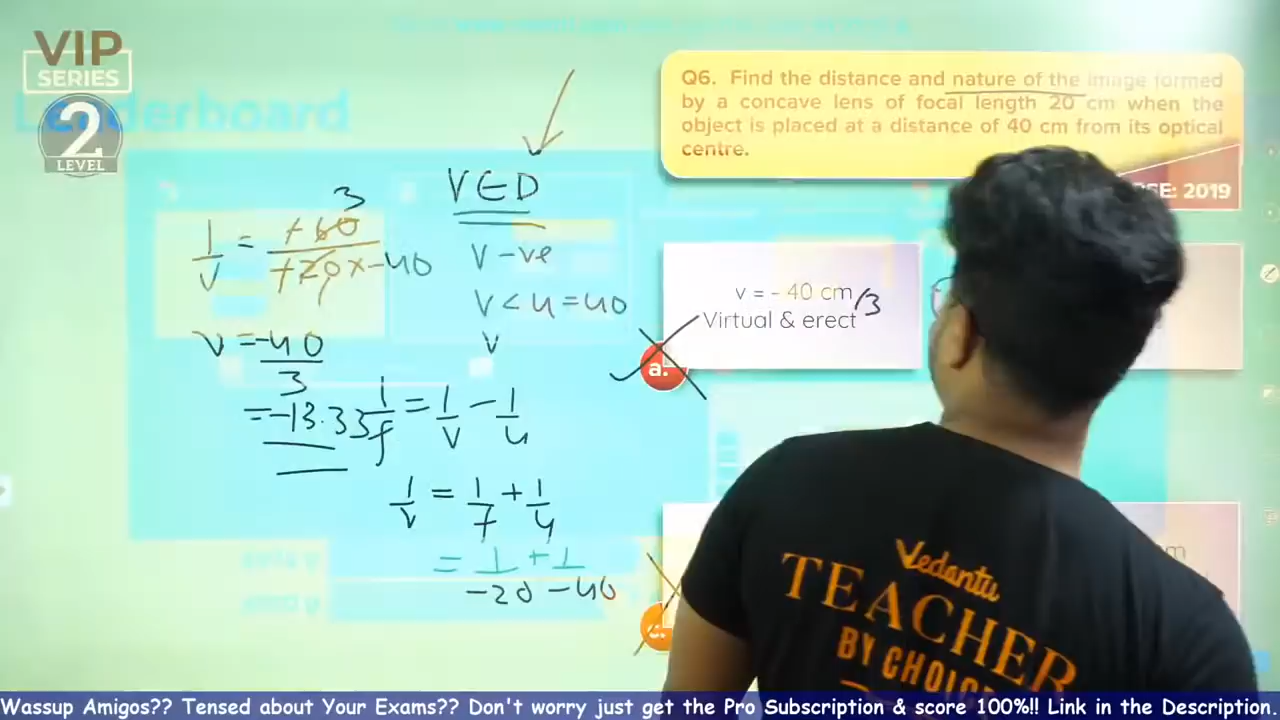 VIP
SERIES
2
LEVEL
Leaderboard
Q6. Find the distance and nature of the image formed
by a concave lens of focal length 20 cm when the
object is placed at a distance of 40 cm from its optical
centre.
CBSE: 2019
VED
V -ve
V < u = 40
V
3
1/v = +60/+20 x -40
v = -40/3
= -13.33
1/f = 1/v - 1/u
1/v = 1/f + 1/u
= 1/-20 + 1/-40
v = - 40 cm /3
Virtual & erect
a.
c.
m
Vedantu
TEACHER
BY CHOICE
Wassup Amigos?? Tensed about Your Exams?? Don't worry just get the Pro Subscription & score 100%!! Link in the Description.